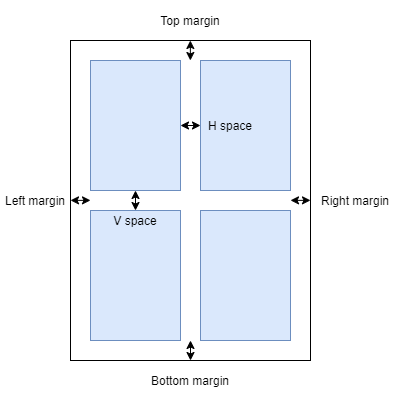 Top margin
H space
Left margin
Right margin
V space
Bottom margin